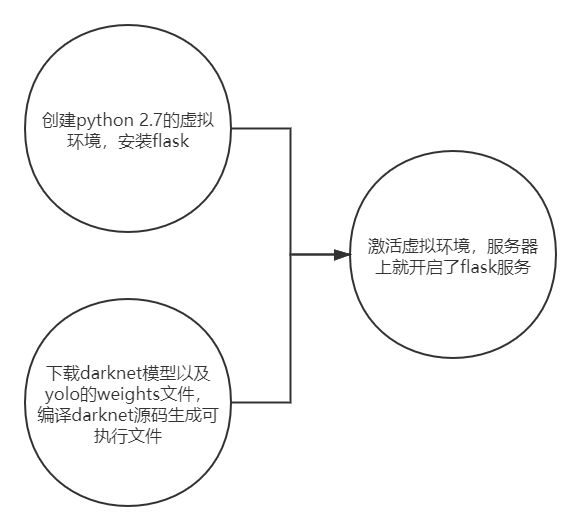 创建python 2.7的虚拟
环境，安装flask
激活虚拟环境，服务器
上就开启了flask服务
下载darknet模型以及
yolo的weights文件，
编译darknet源码生成可
执行文件